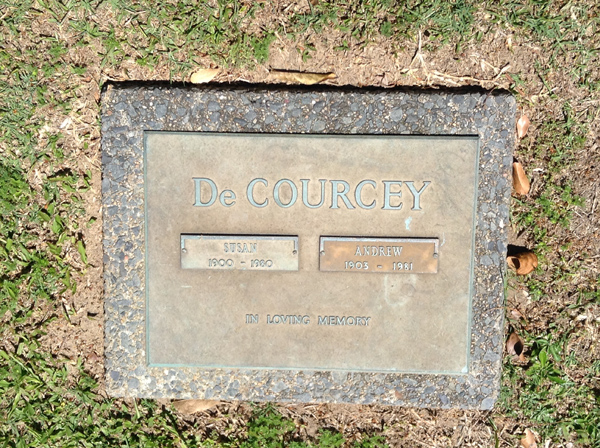 De COURCEY
SUSAN
1900 - 1980
ANDREW
1903 - 1981
IN LOVING MEMORY